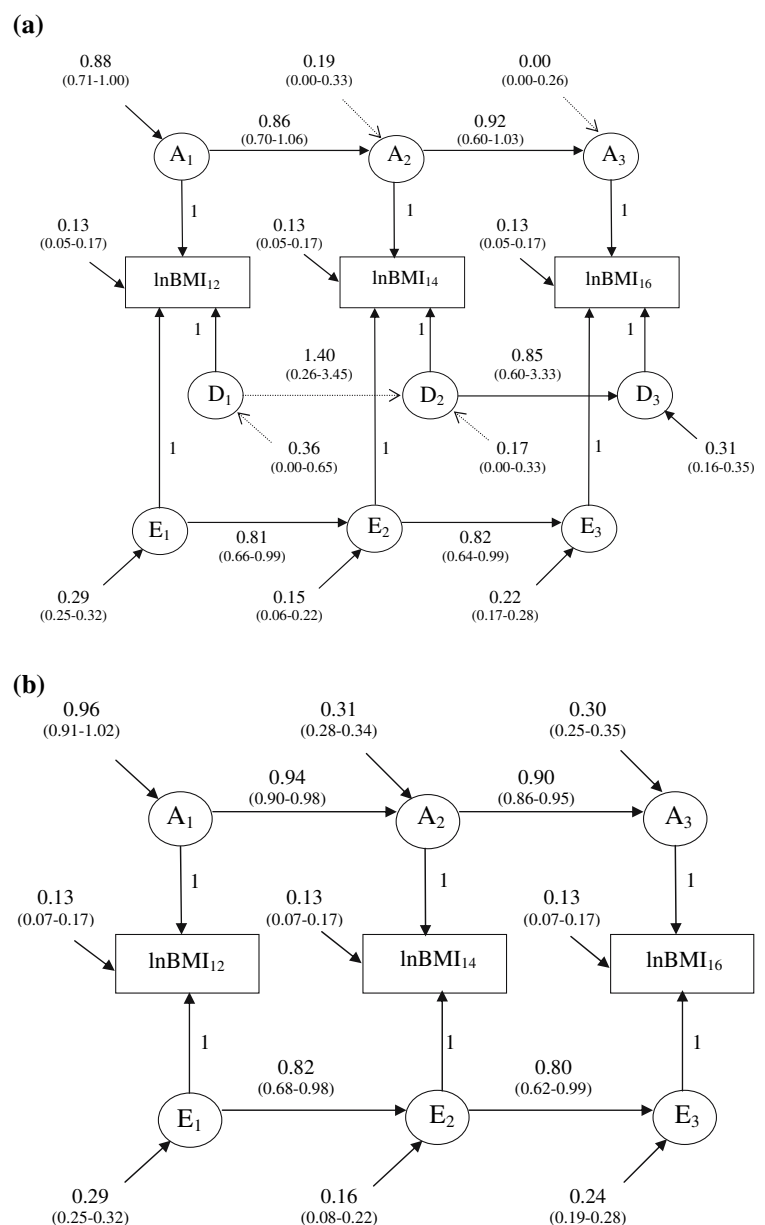 (a)
0.88 0.19 0.00
(0.71-1.00) (0.00-0.33) (0.00-0.26)
0.86 0.92
(0.70-1.06) (0.60-1.03)
A1 A2 A3
1 1 1
0.13 0.13 0.13
(0.05-0.17) (0.05-0.17) (0.05-0.17)
lnBMI12 lnBMI14 lnBMI16
1 1 1
1.40 0.85
(0.26-3.45) (0.60-3.33)
D1 D2 D3
0.36 0.17 0.31
(0.00-0.65) (0.00-0.33) (0.16-0.35)
1 1 1
E1 E2 E3
0.81 0.82
(0.66-0.99) (0.64-0.99)
0.29 0.15 0.22
(0.25-0.32) (0.06-0.22) (0.17-0.28)
(b)
0.96 0.31 0.30
(0.91-1.02) (0.28-0.34) (0.25-0.35)
0.94 0.90
(0.90-0.98) (0.86-0.95)
A1 A2 A3
1 1 1
0.13 0.13 0.13
(0.07-0.17) (0.07-0.17) (0.07-0.17)
lnBMI12 lnBMI14 lnBMI16
1 1 1
0.82 0.80
(0.68-0.98) (0.62-0.99)
E1 E2 E3
0.29 0.16 0.24
(0.25-0.32) (0.08-0.22) (0.19-0.28)